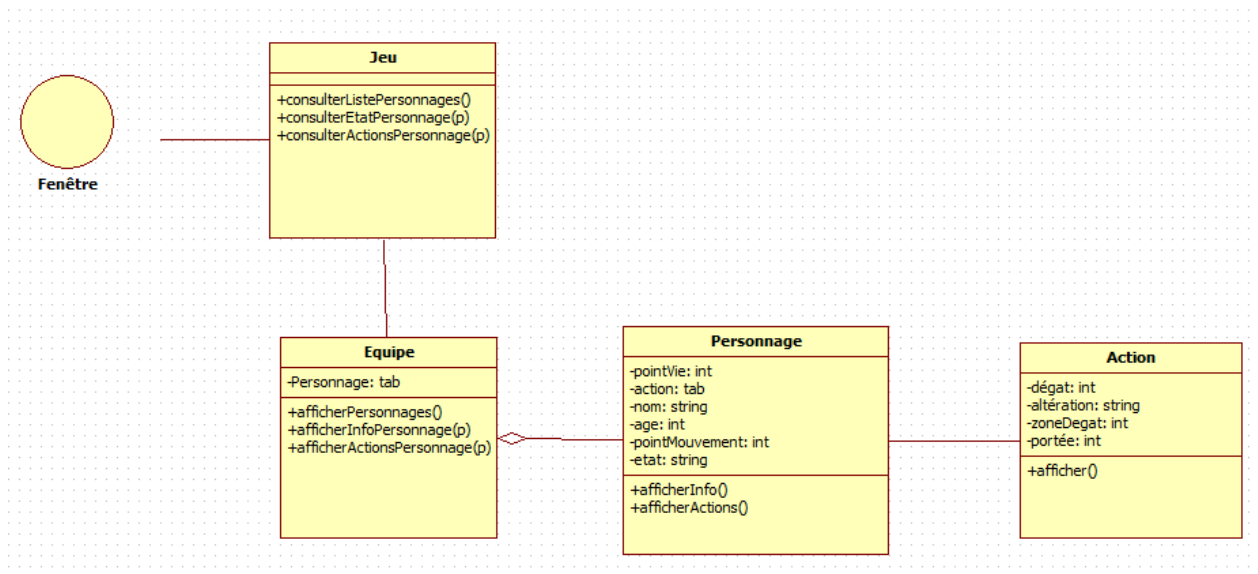 Jeu
+consulterListePersonnages()
+consulterEtatPersonnage(p)
+consulterActionsPersonnage(p)
Fenêtre
Equipe
-Personnage: tab
+afficherPersonnages()
+afficherInfoPersonnage(p)
+afficherActionsPersonnage(p)
Personnage
-pointVie: int
-action: tab
-nom: string
-age: int
-pointMouvement: int
-etat: string
+afficherInfo()
+afficherActions()
Action
-dégat: int
-altération: string
-zoneDegat: int
-portée: int
+afficher()